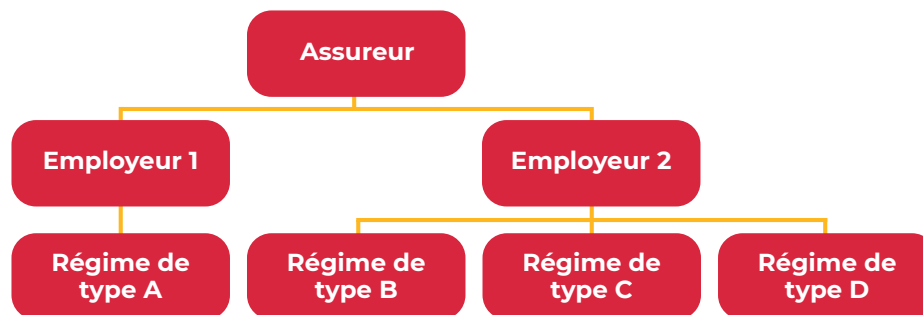 Assureur
Employeur 1
Employeur 2
Régime de
type A
Régime de
type B
Régime de
type C
Régime de
type D